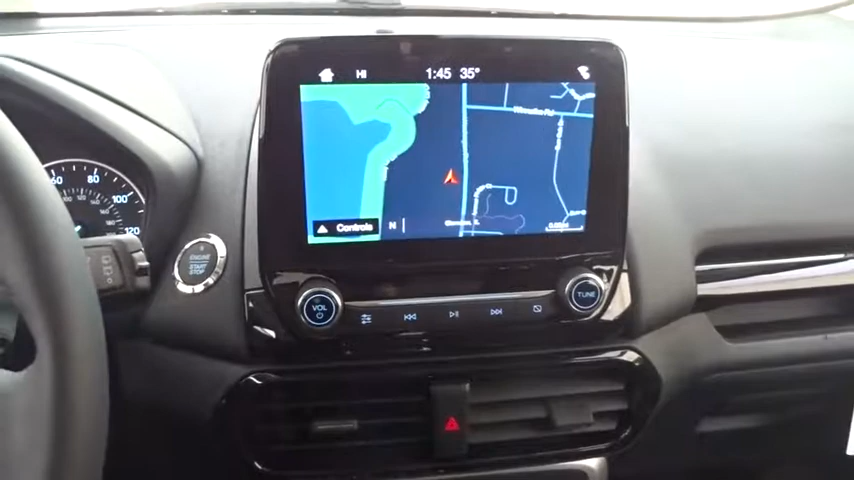 HI
1:45 35°
Controls
N
ENGINE
START
STOP
VOL
TUNE
60
80
100
120